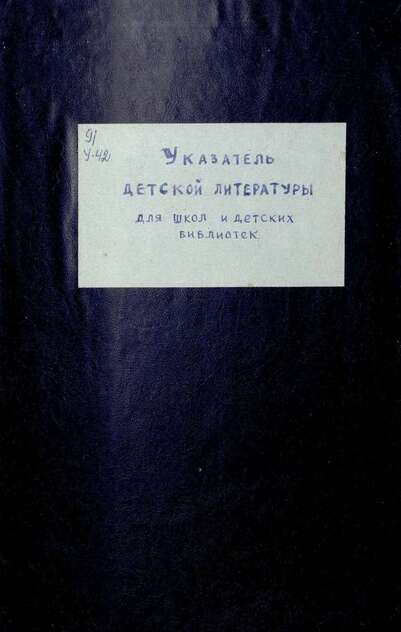 91
У-42
Указатель
детской литературы
для школ и детских
библиотек